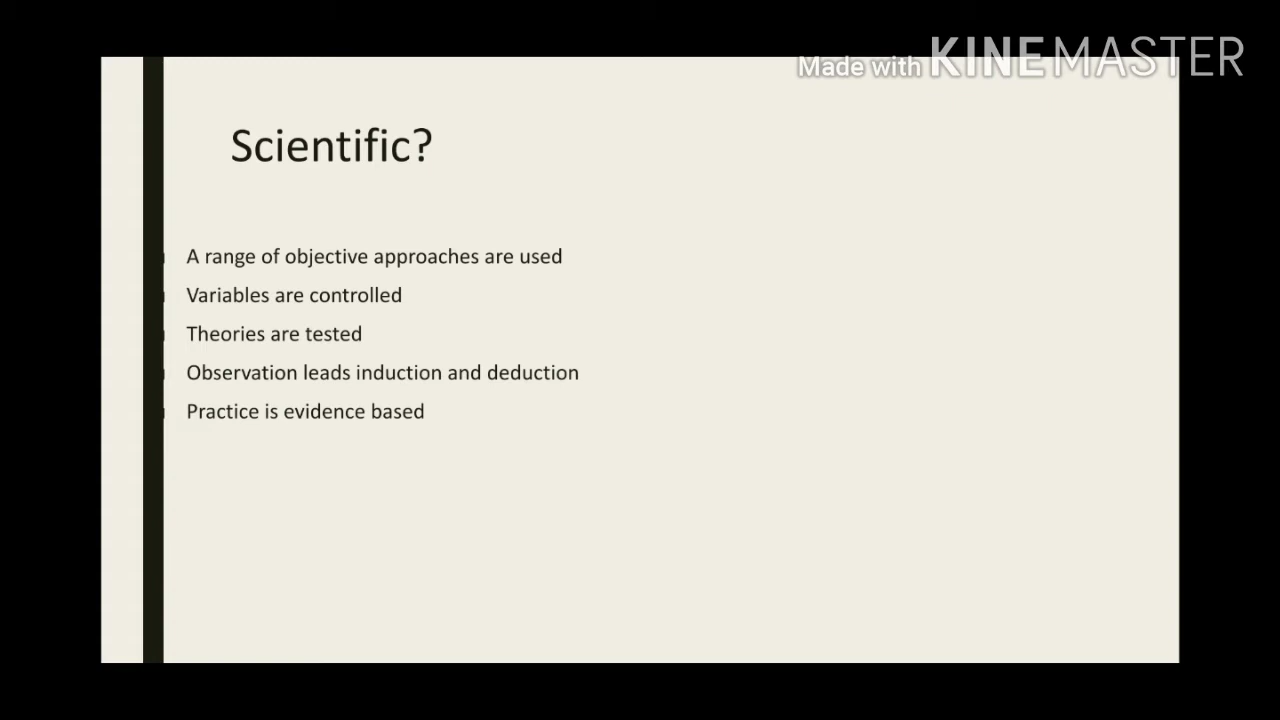 Made with KINEMASTER
Scientific?
A range of objective approaches are used
Variables are controlled
Theories are tested
Observation leads induction and deduction
Practice is evidence based